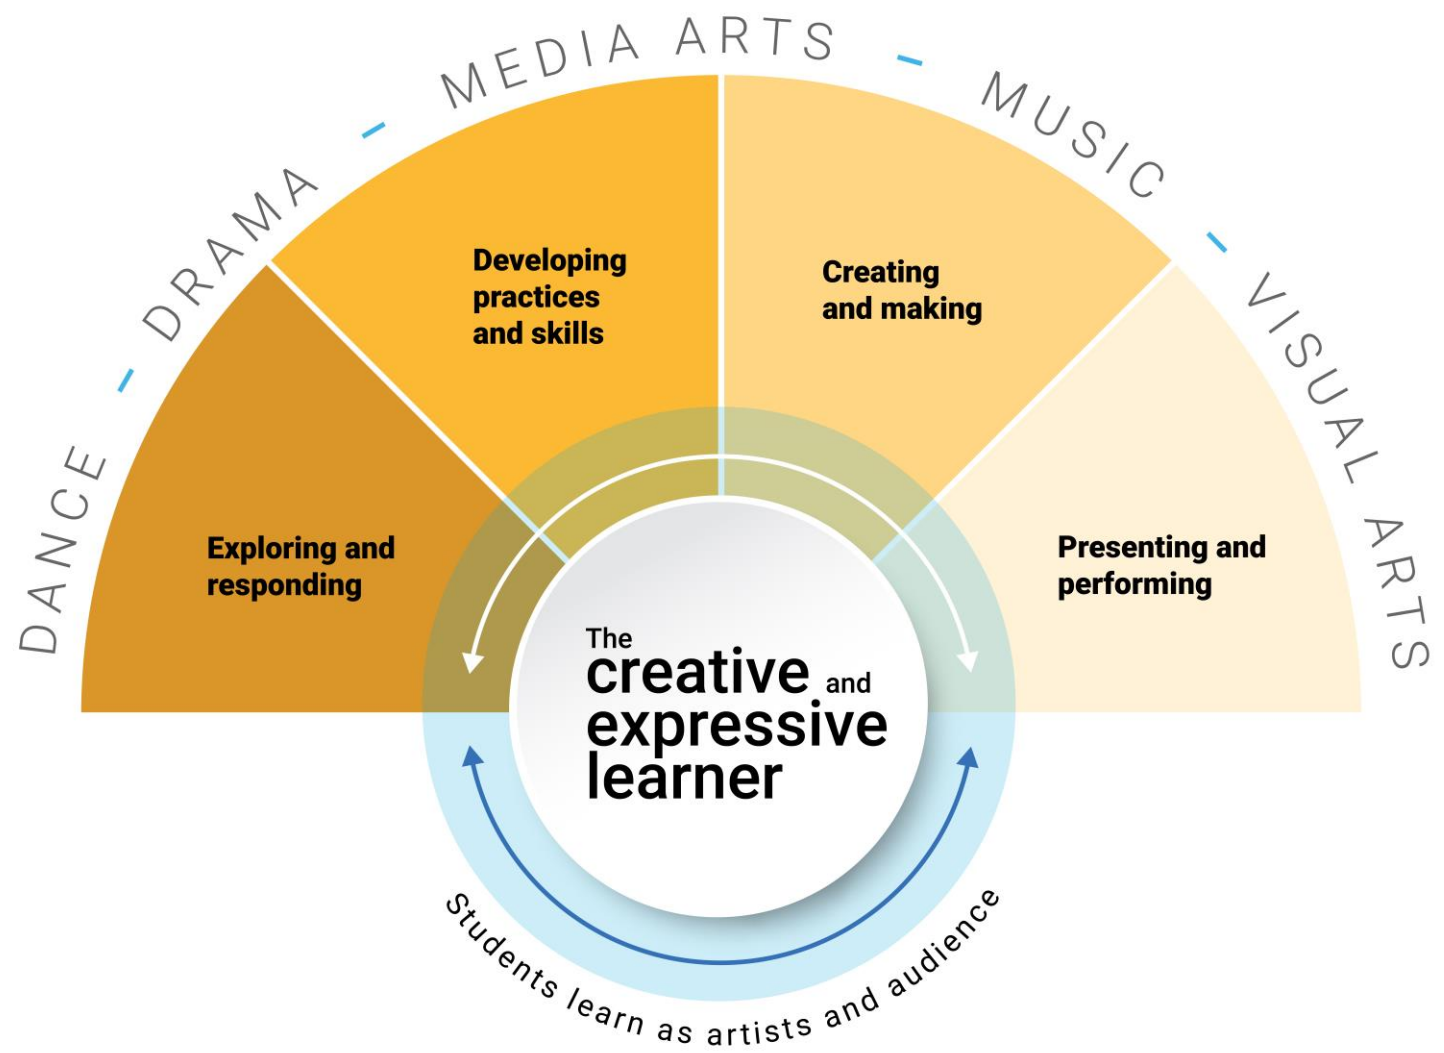 DANCE – DRAMA – MEDIA ARTS – MUSIC – VISUAL ARTS
Developing
practices
and skills
Creating
and making
Exploring and
responding
Presenting and
performing
The
creative and
expressive
learner
Students learn as artists and audience